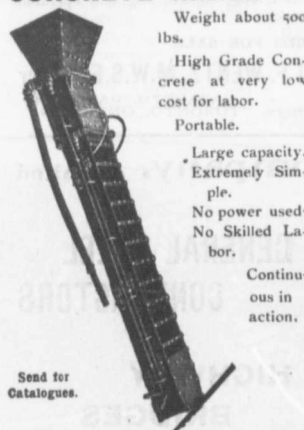 Weight about 500
lbs.
High Grade Con-
crete at very low
cost for labor.
Portable.
Large capacity.
Extremely Sim-
ple.
No power used.
No Skilled La-
bor.
Continu-
ous in
action.
Send for
Catalogues.